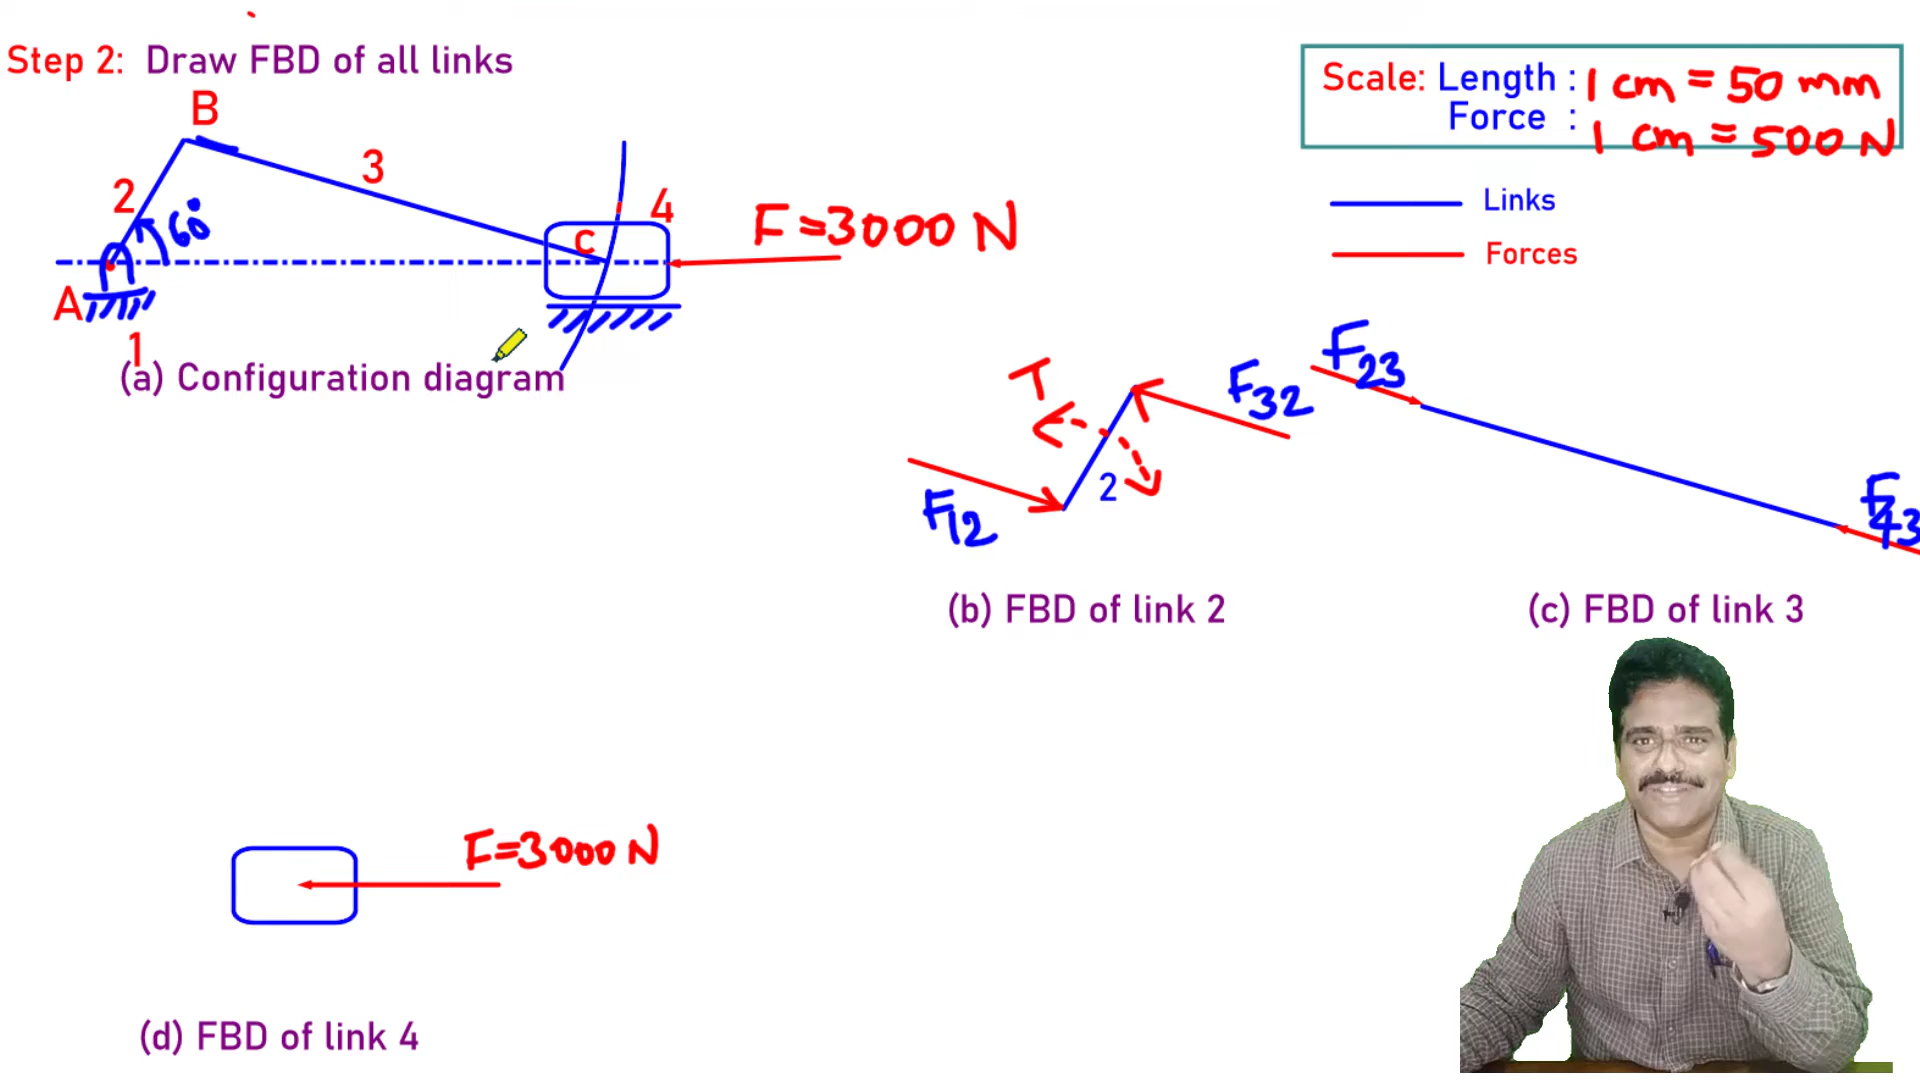 Step 2: Draw FBD of all links
Scale: Length : 1 cm = 50 mm
Force : 1 cm = 500 N
Links
Forces
B
3
2
60°
4
C
F=3000 N
A
1
(a) Configuration diagram
T
F32
F12
2
F23
F43
(b) FBD of link 2
(c) FBD of link 3
F=3000 N
(d) FBD of link 4